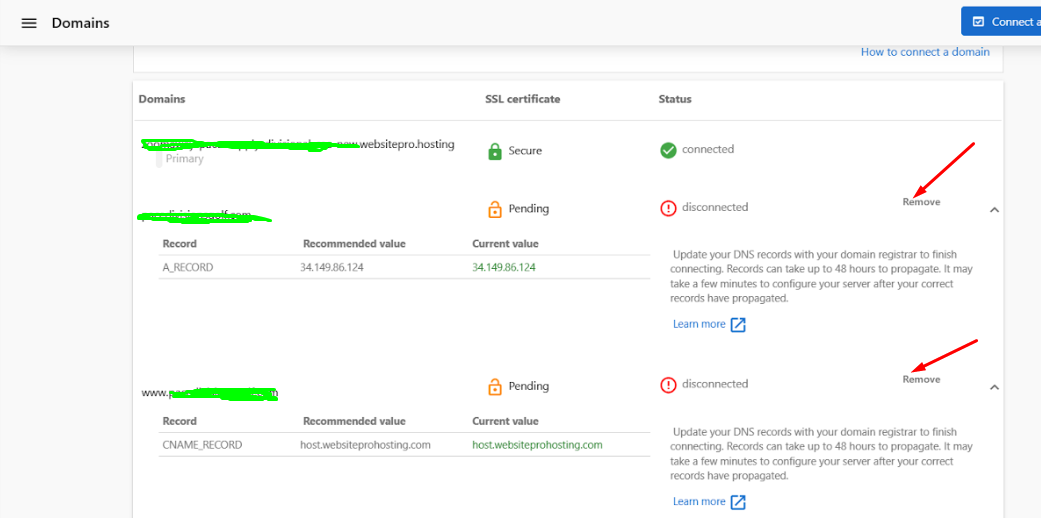 Domains
Connect a
How to connect a domain
Domains SSL certificate Status
.websitepro.hosting Secure connected
Primary
Pending disconnected Remove
Record Recommended value Current value
A_RECORD 34.149.86.124 34.149.86.124
Update your DNS records with your domain registrar to finish
connecting. Records can take up to 48 hours to propagate. It may
take a few minutes to configure your server after your correct
records have propagated.
Learn more
www. Pending disconnected Remove
Record Recommended value Current value
CNAME_RECORD host.websiteprohosting.com host.websiteprohosting.com
Update your DNS records with your domain registrar to finish
connecting. Records can take up to 48 hours to propagate. It may
take a few minutes to configure your server after your correct
records have propagated.
Learn more